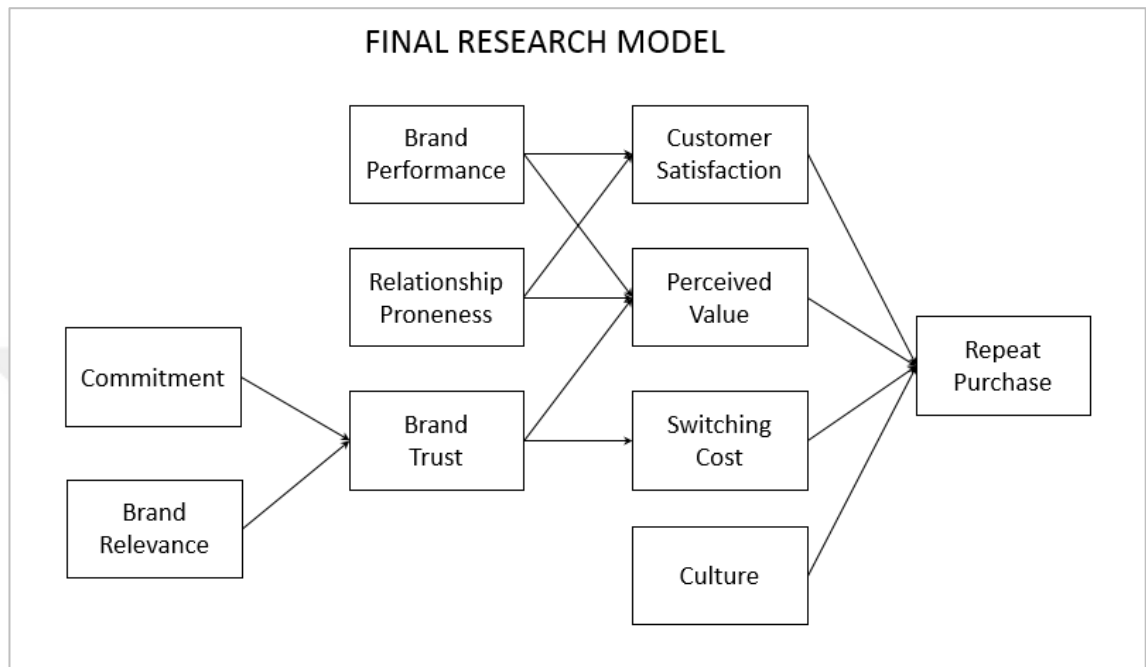 FINAL RESEARCH MODEL
Brand
Performance
Customer
Satisfaction
Relationship
Proneness
Perceived
Value
Commitment
Repeat
Purchase
Brand
Trust
Switching
Cost
Brand
Relevance
Culture